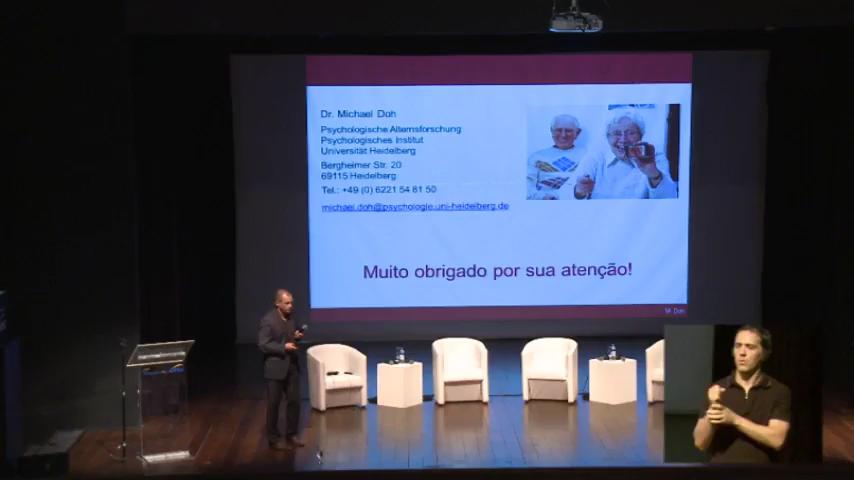 Dr. Michael Doh
Psychologische Alternsforschung
Psychologisches Institut
Universität Heidelberg
Bergheimer Str. 20
69115 Heidelberg
Tel.: +49 (0) 6221 54 81 50
michael.doh@psychologie.uni-heidelberg.de
Muito obrigado por sua atenção!
M. Doh